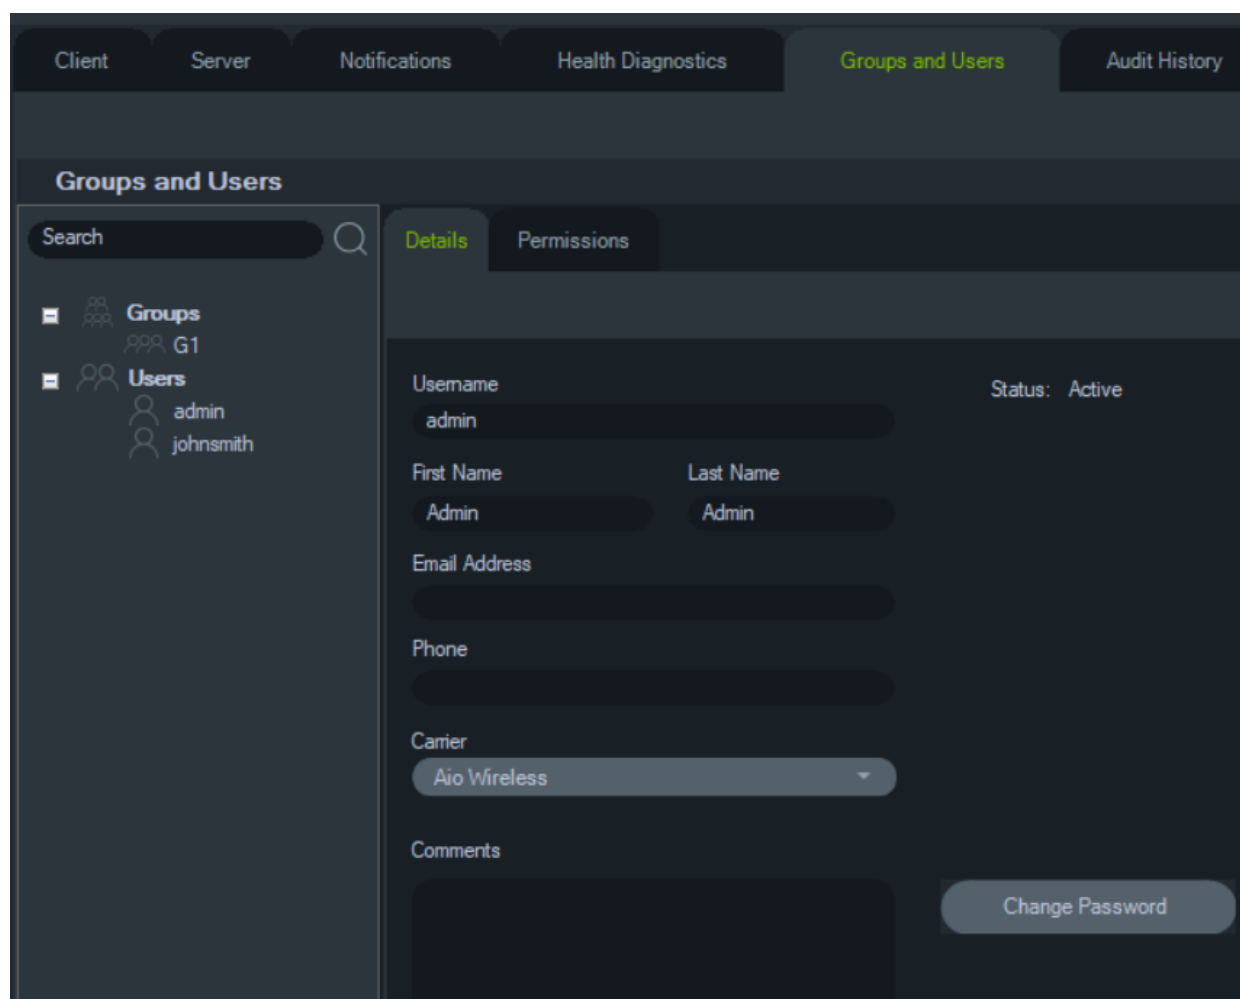 Client Server Notifications Health Diagnostics Groups and Users Audit History
Groups and Users
Search
Details Permissions
Groups
G1
Users
admin
johnsmith
Username
Status: Active
admin
First Name Last Name
Admin Admin
Email Address
Phone
Carrier
Aio Wireless
Comments
Change Password